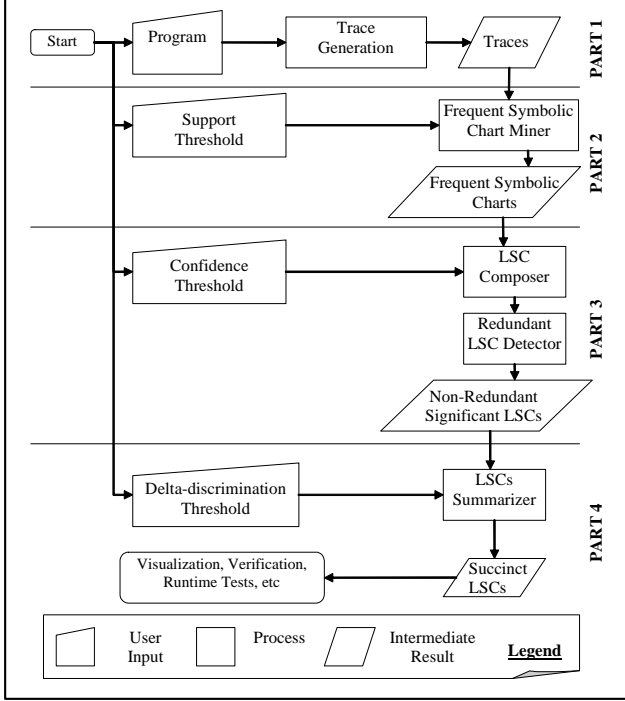 Start
Program
Trace
Generation
Traces
PART 1
Support
Threshold
Frequent Symbolic
Chart Miner
Frequent Symbolic
Charts
PART 2
Confidence
Threshold
LSC
Composer
Redundant
LSC Detector
Non-Redundant
Significant LSCs
PART 3
Delta-discrimination
Threshold
LSCs
Summarizer
Visualization, Verification,
Runtime Tests, etc
Succinct
LSCs
PART 4
User
Input
Process
Intermediate
Result
Legend